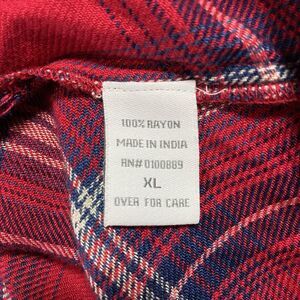 100% RAYON
MADE IN INDIA
RN#0100889
XL
OVER FOR CARE